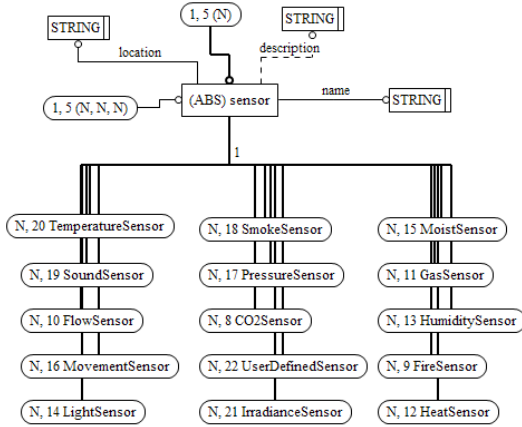 STRING
1, 5 (N)
STRING
location
description
1, 5 (N, N, N)
(ABS) sensor
name
STRING
1
N, 20 TemperatureSensor
N, 18 SmokeSensor
N, 15 MoistSensor
N, 19 SoundSensor
N, 17 PressureSensor
N, 11 GasSensor
N, 10 FlowSensor
N, 8 CO2Sensor
N, 13 HumiditySensor
N, 16 MovementSensor
N, 22 UserDefinedSensor
N, 9 FireSensor
N, 14 LightSensor
N, 21 IrradianceSensor
N, 12 HeatSensor